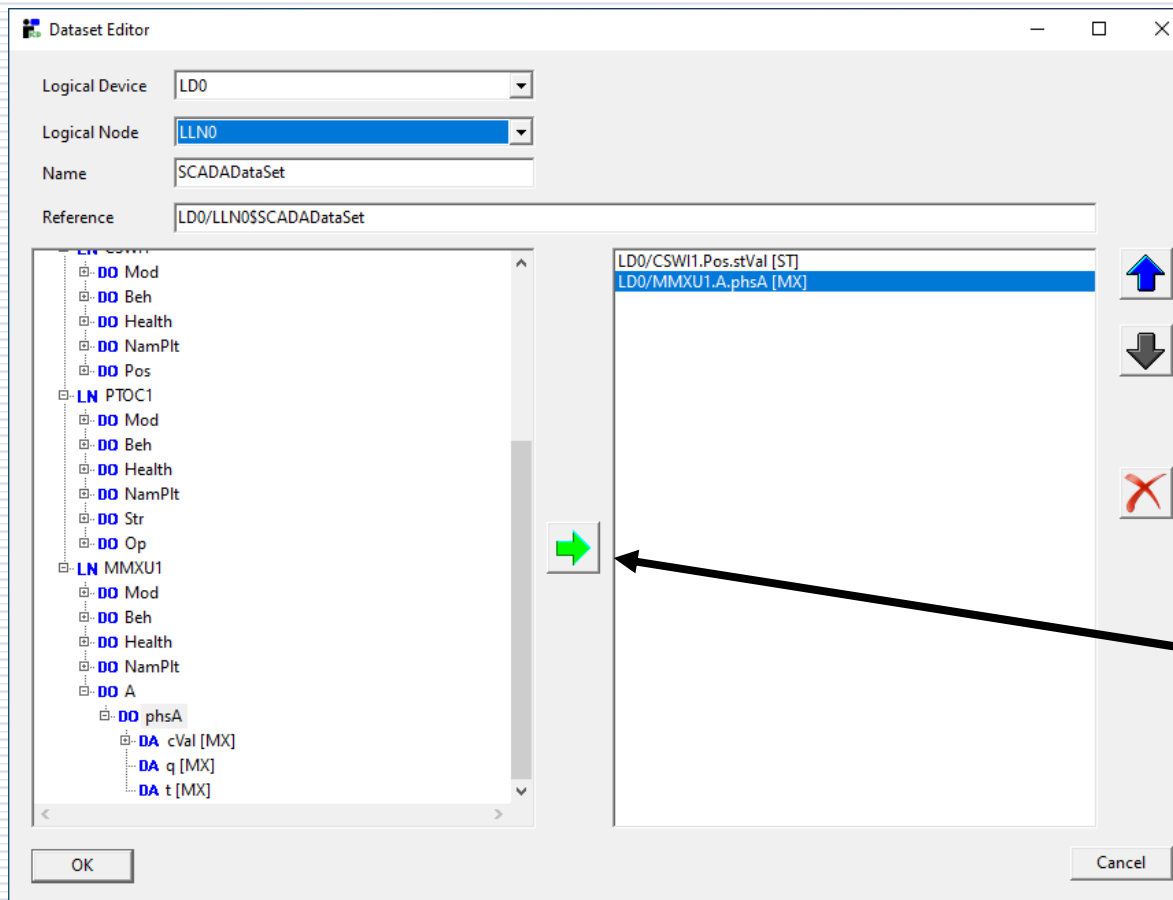 Dataset Editor
Logical Device LD0
Logical Node LLN0
Name SCADADataSet
Reference LD0/LLN0$SCADADataSet
LN CSWI1
DO Mod
DO Beh
DO Health
DO NamPlt
DO Pos
LN PTOC1
DO Mod
DO Beh
DO Health
DO NamPlt
DO Str
DO Op
LN MMXU1
DO Mod
DO Beh
DO Health
DO NamPlt
DO A
DO phsA
DA cVal [MX]
DA q [MX]
DA t [MX]
LD0/CSWI1.Pos.stVal [ST]
LD0/MMXU1.A.phsA [MX]
OK
Cancel